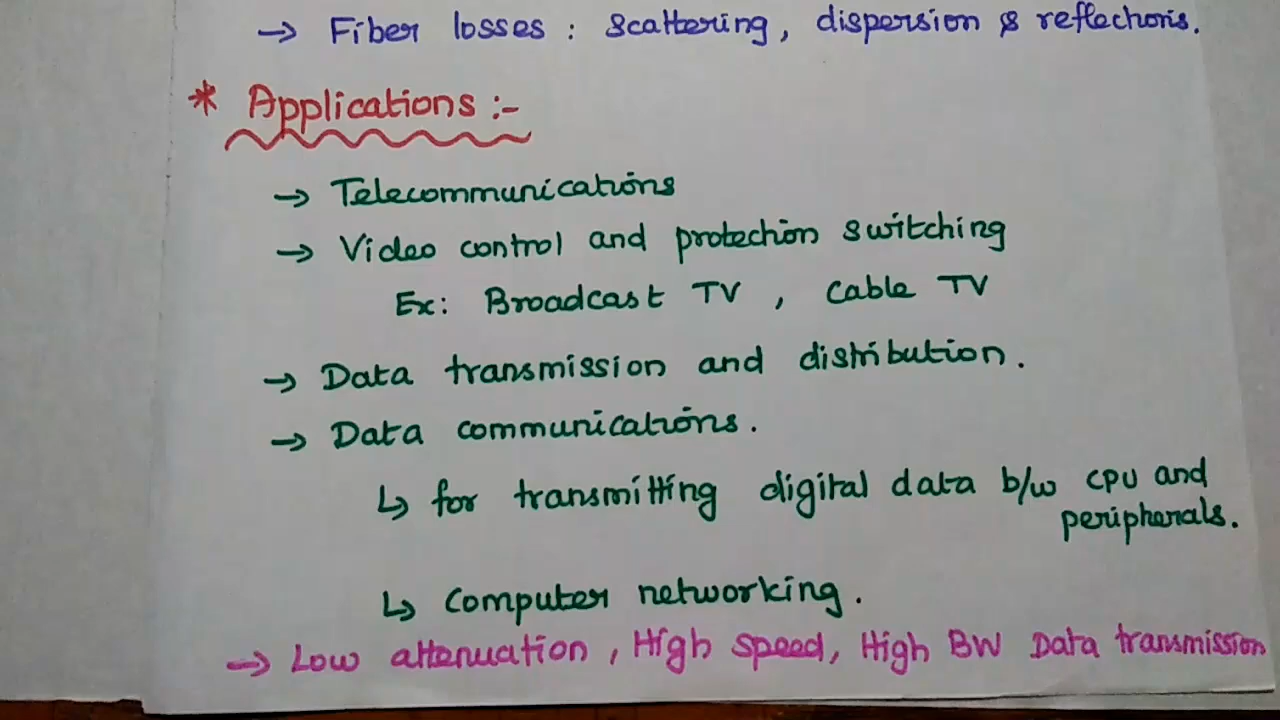 → Fiber losses : scattering, dispersion & reflections.
* Applications :-
→ Telecommunications
→ Video control and protection switching
Ex: Broadcast TV , Cable TV
→ Data transmission and distribution.
→ Data communications.
↳ for transmitting digital data b/w CPU and
peripherals.
↳ Computer networking.
→ Low attenuation, High speed, High BW Data transmission